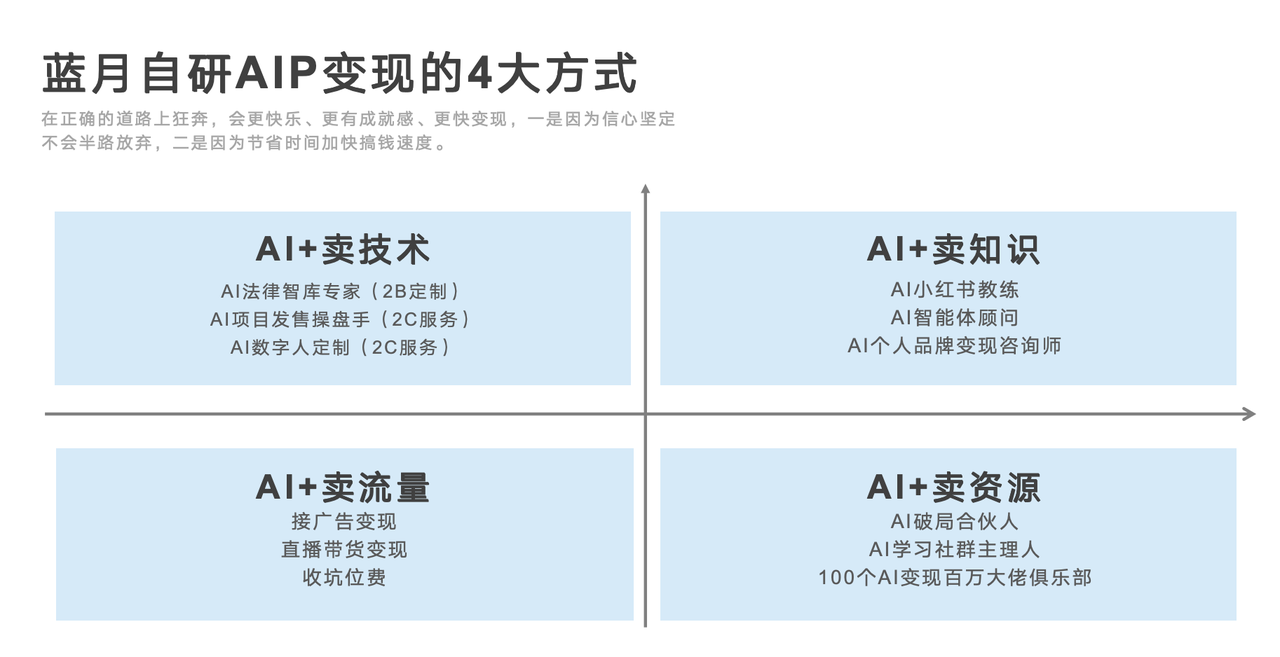 蓝月自研AIP变现的4大方式
在正确的道路上狂奔，会更快乐、更有成就感、更快变现，一是因为信心坚定
不会半路放弃，二是因为节省时间加快搞钱速度。
AI+卖技术
AI法律智库专家（2B定制）
AI项目发售操盘手（2C服务）
AI数字人定制（2C服务）
AI+卖知识
AI小红书教练
AI智能体顾问
AI个人品牌变现咨询师
AI+卖流量
接广告变现
直播带货变现
收坑位费
AI+卖资源
AI破局合伙人
AI学习社群主理人
100个AI变现百万大佬俱乐部